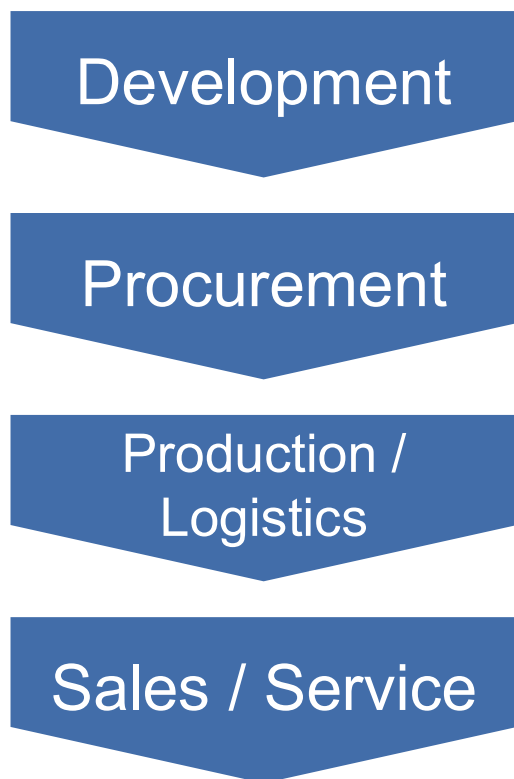 Development
Procurement
Production /
Logistics
Sales / Service